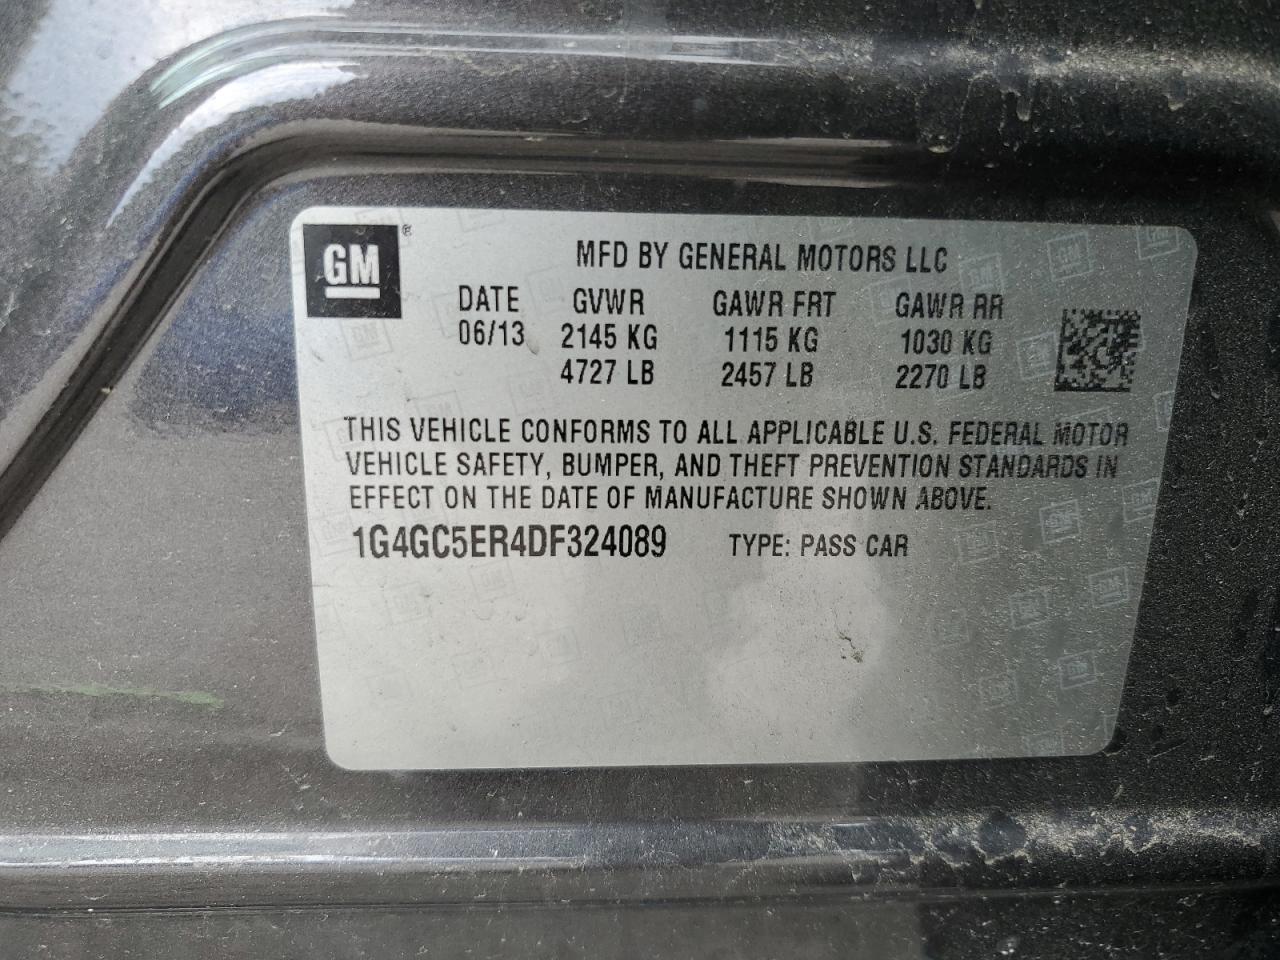 GM®
MFD BY GENERAL MOTORS LLC
DATE GVWR GAWR FRT GAWR RR
06/13 2145 KG 1115 KG 1030 KG
4727 LB 2457 LB 2270 LB
THIS VEHICLE CONFORMS TO ALL APPLICABLE U.S. FEDERAL MOTOR
VEHICLE SAFETY, BUMPER, AND THEFT PREVENTION STANDARDS IN
EFFECT ON THE DATE OF MANUFACTURE SHOWN ABOVE.
1G4GC5ER4DF324089 TYPE: PASS CAR